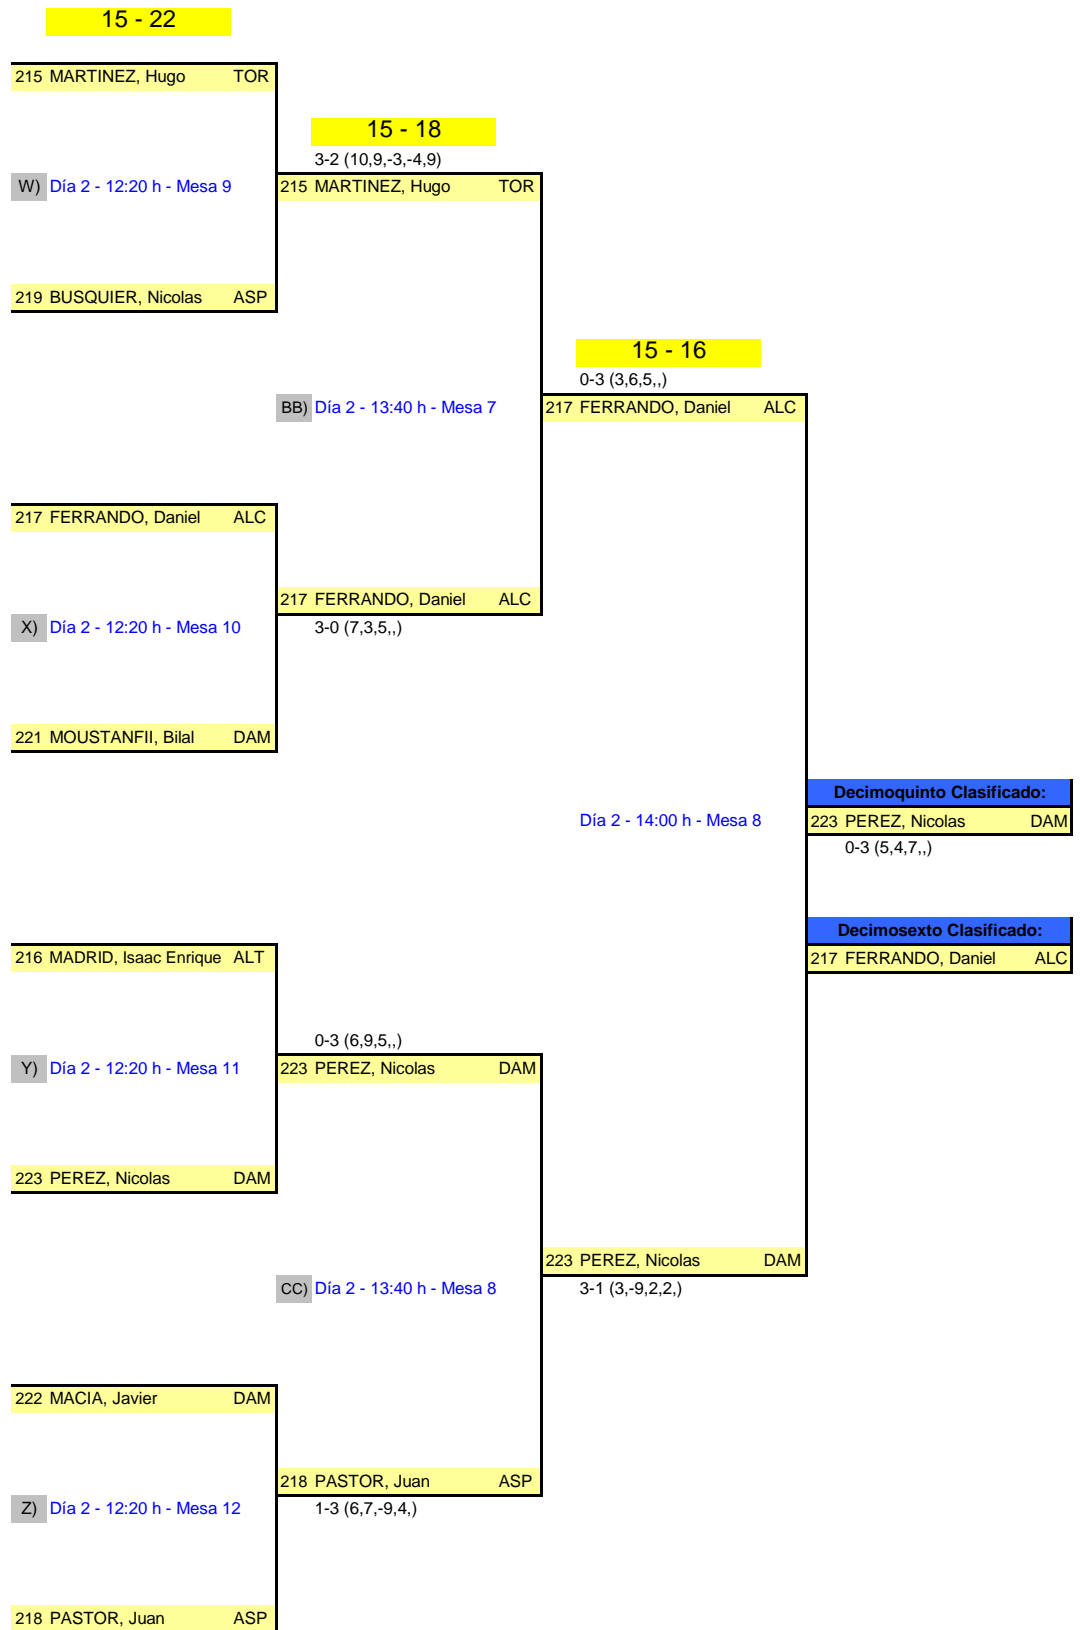 15 - 22
215 MARTINEZ, Hugo TOR
15 - 18
3-2 (10,9,-3,-4,9)
W) Día 2 - 12:20 h - Mesa 9
215 MARTINEZ, Hugo TOR
219 BUSQUIER, Nicolas ASP
15 - 16
0-3 (3,6,5,,)
BB) Día 2 - 13:40 h - Mesa 7
217 FERRANDO, Daniel ALC
217 FERRANDO, Daniel ALC
217 FERRANDO, Daniel ALC
X) Día 2 - 12:20 h - Mesa 10
3-0 (7,3,5,,)
221 MOUSTANFII, Bilal DAM
Decimoquinto Clasificado:
Día 2 - 14:00 h - Mesa 8
223 PEREZ, Nicolas DAM
0-3 (5,4,7,,)
Decimosexto Clasificado:
216 MADRID, Isaac Enrique ALT
217 FERRANDO, Daniel ALC
0-3 (6,9,5,,)
Y) Día 2 - 12:20 h - Mesa 11
223 PEREZ, Nicolas DAM
223 PEREZ, Nicolas DAM
223 PEREZ, Nicolas DAM
CC) Día 2 - 13:40 h - Mesa 8
3-1 (3,-9,2,2,)
222 MACIA, Javier DAM
218 PASTOR, Juan ASP
Z) Día 2 - 12:20 h - Mesa 12
1-3 (6,7,-9,4,)
218 PASTOR, Juan ASP